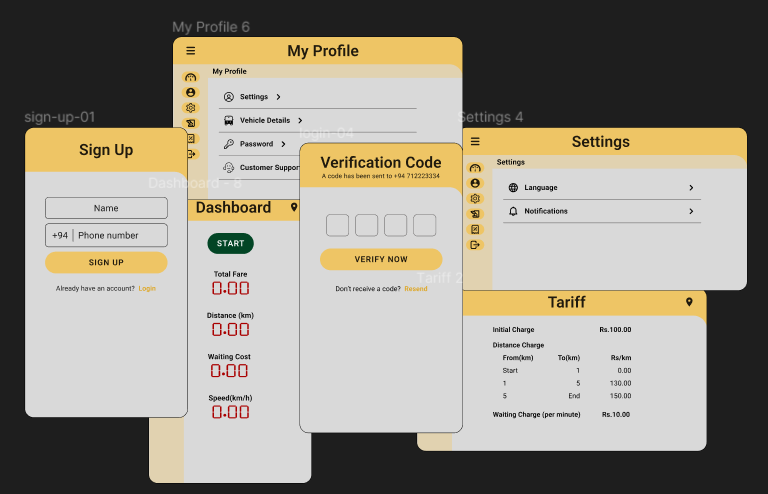 My Profile 6
My Profile
My Profile
Settings
Vehicle Details
Password
Customer Suppor
sign-up-01
Sign Up
Name
+94 Phone number
SIGN UP
Already have an account? Login
Dashboard - 8
Dashboard
START
Total Fare
0.00
Distance (km)
0.00
Waiting Cost
0.00
Speed(km/h)
0.00
login-04
Verification Code
A code has been sent to +94 712223334
VERIFY NOW
Don't receive a code? Resend
Settings 4
Settings
Settings
Language
Notifications
Tariff 2
Tariff
Initial Charge Rs.100.00
Distance Charge
From(km) To(km) Rs/km
Start 1 0.00
1 5 130.00
5 End 150.00
Waiting Charge (per minute) Rs.10.00